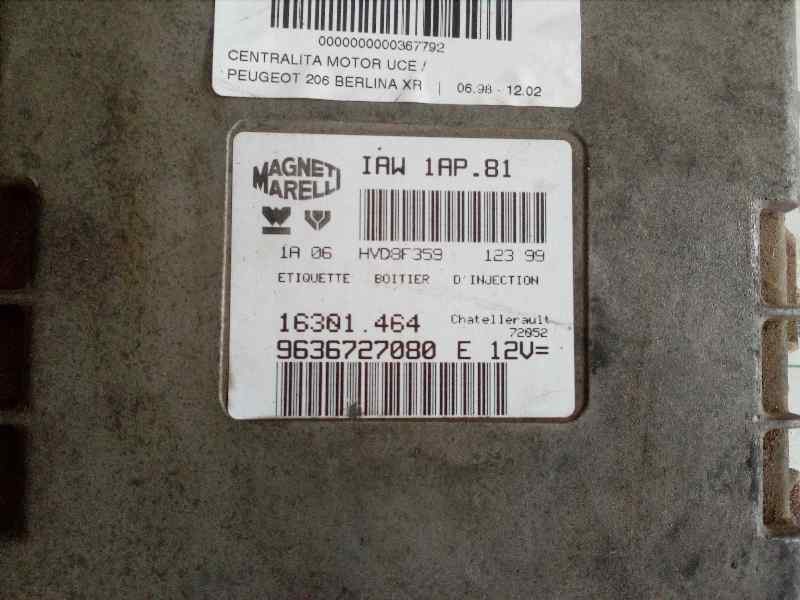 0000000000367792
CENTRALITA MOTOR UCE /
PEUGEOT 206 BERLINA XR | 06.98 - 12.02
MAGNETI MARELLI
IAW 1AP.81
1A 06 HVD8F359 123 99
ETIQUETTE BOITIER D'INJECTION
16301.464 Chatellerault
72052
9636727080 E 12V=